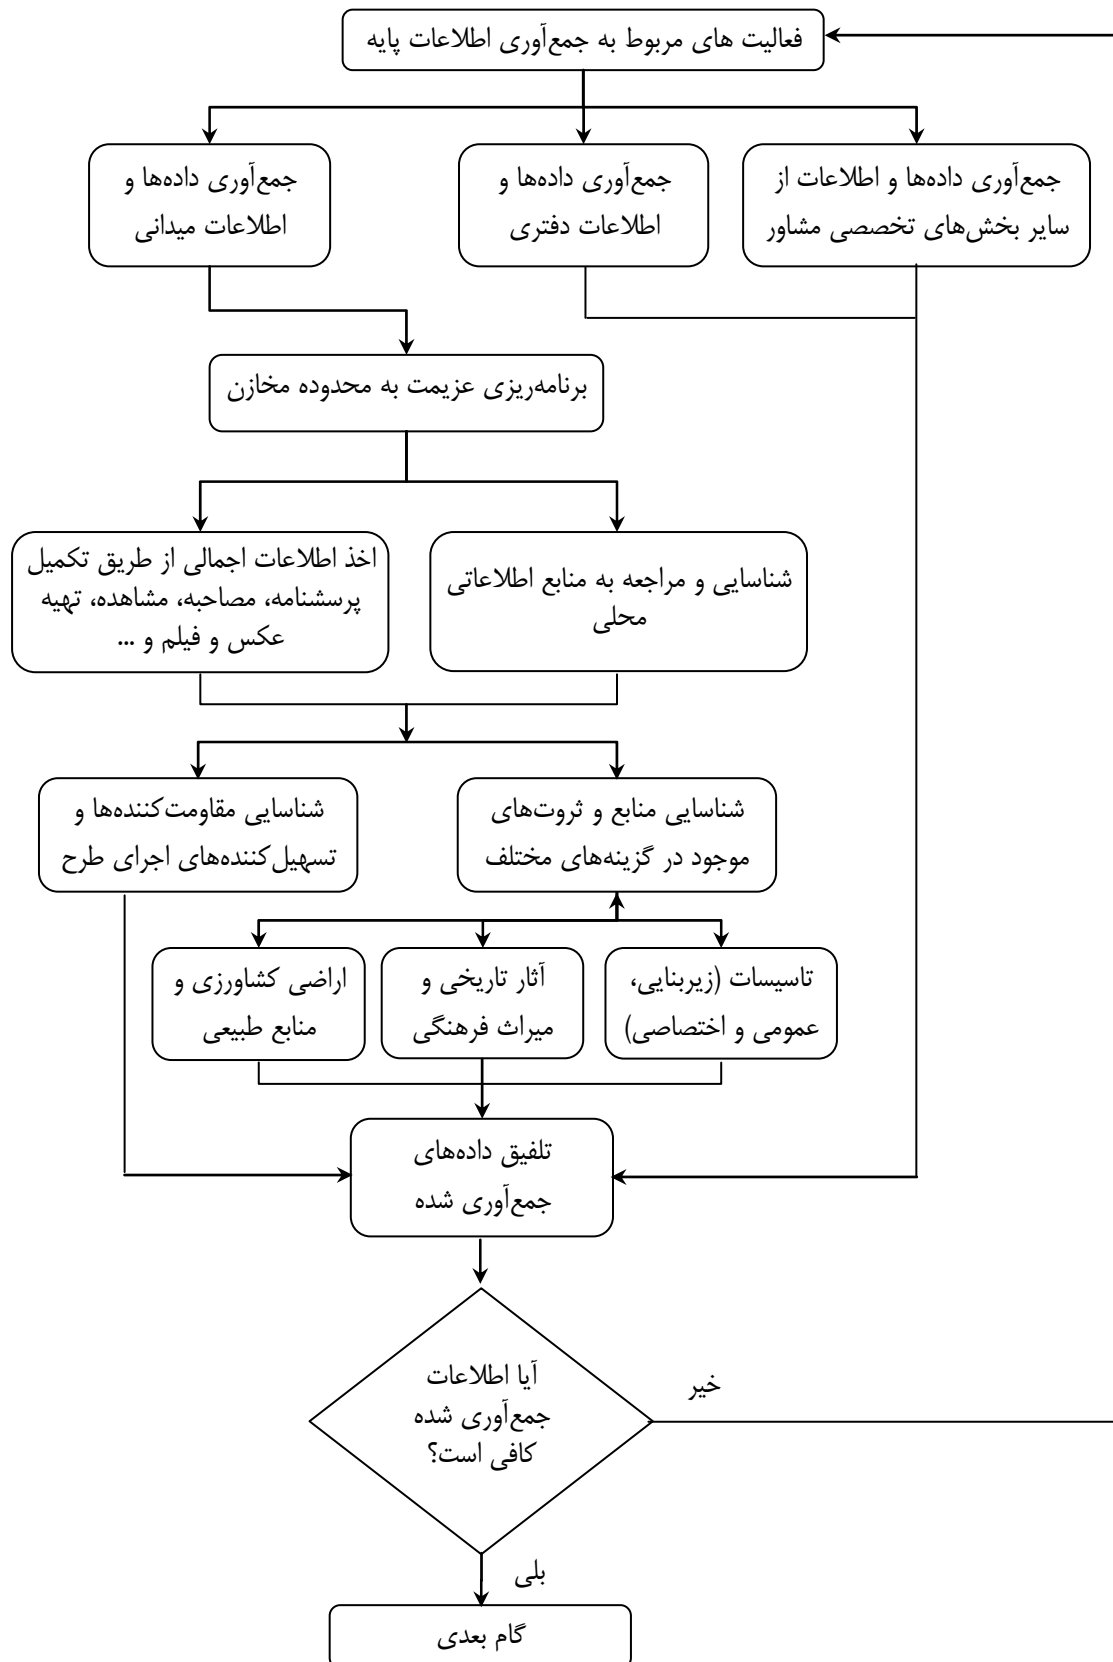 فعالیت های مربوط به جمع‌آوری اطلاعات پایه
جمع‌آوری داده‌ها و اطلاعات از
سایر بخش‌های تخصصی مشاور
جمع‌آوری داده‌ها و
اطلاعات دفتری
جمع‌آوری داده‌ها و
اطلاعات میدانی
برنامه‌ریزی عزیمت به محدوده مخازن
شناسایی و مراجعه به منابع اطلاعاتی
محلی
اخذ اطلاعات اجمالی از طریق تکمیل
پرسشنامه، مصاحبه، مشاهده، تهیه
عکس و فیلم و ...
شناسایی منابع و ثروت‌های
موجود در گزینه‌های مختلف
شناسایی مقاومت‌کننده‌ها و
تسهیل‌کننده‌های اجرای طرح
تاسیسات (زیربنایی،
عمومی و اختصاصی)
آثار تاریخی و
میراث فرهنگی
اراضی کشاورزی و
منابع طبیعی
تلفیق داده‌های
جمع‌آوری شده
آیا اطلاعات
جمع‌آوری شده
کافی است؟
خیر
بلی
گام بعدی